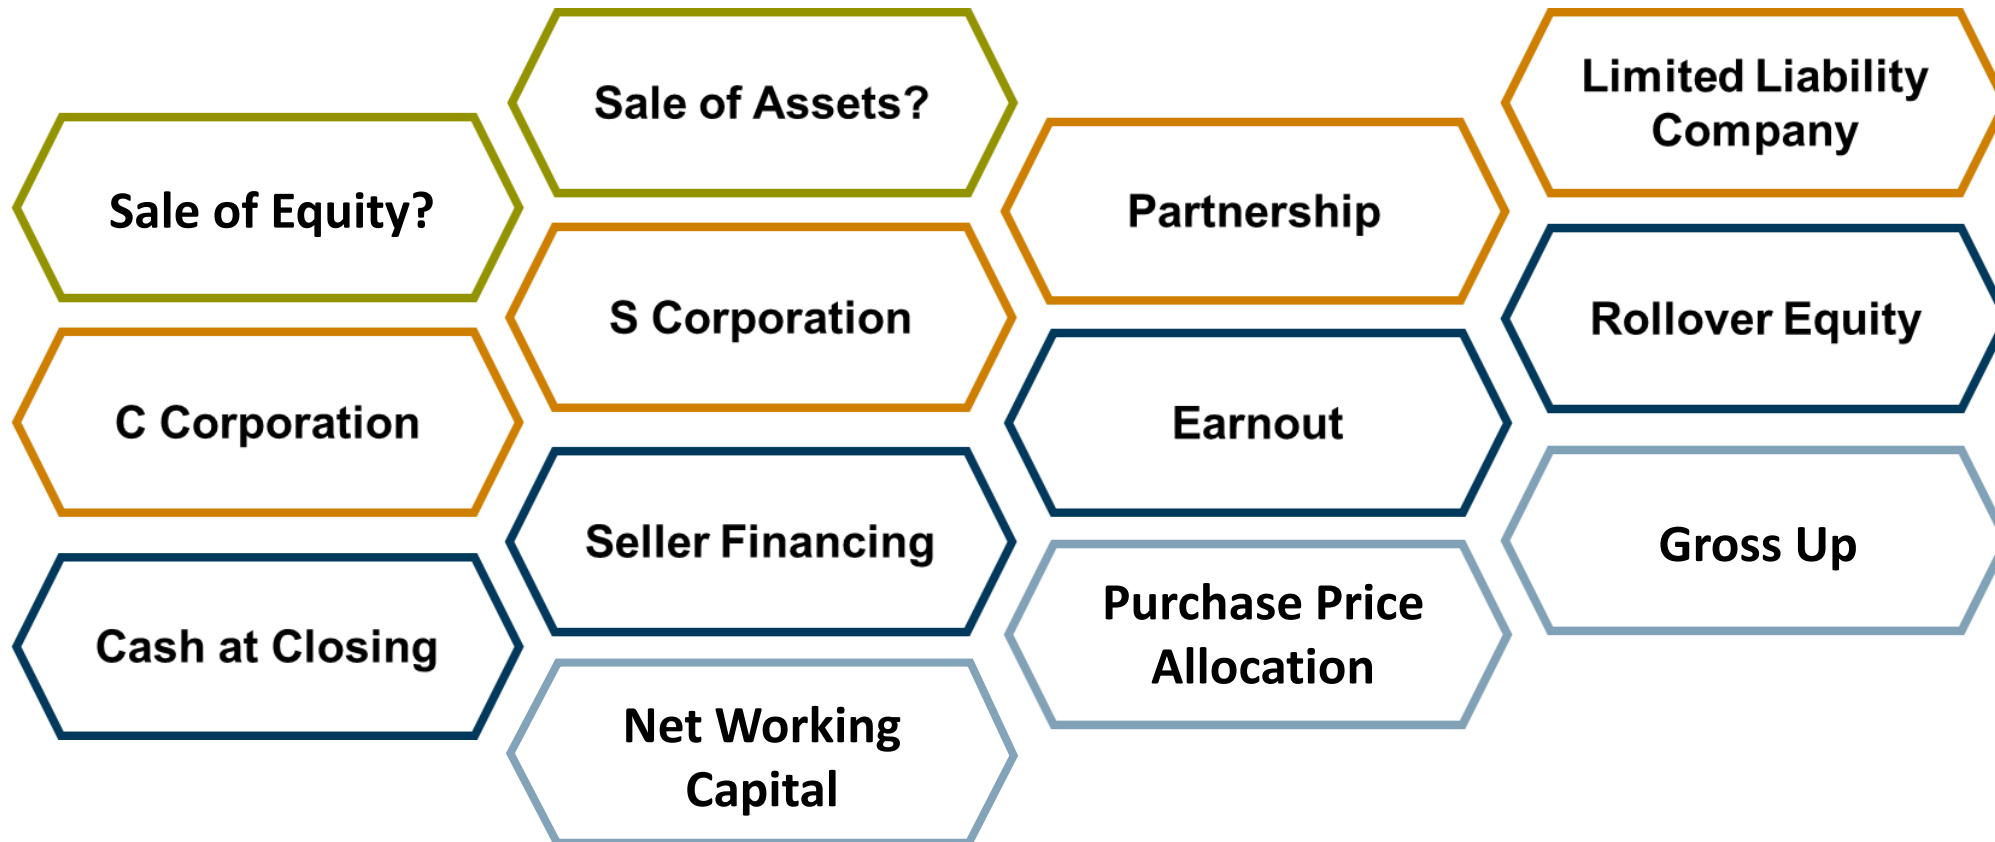 Sale of Equity?
C Corporation
Cash at Closing
Sale of Assets?
S Corporation
Seller Financing
Net Working
Capital
Partnership
Earnout
Purchase Price
Allocation
Limited Liability
Company
Rollover Equity
Gross Up